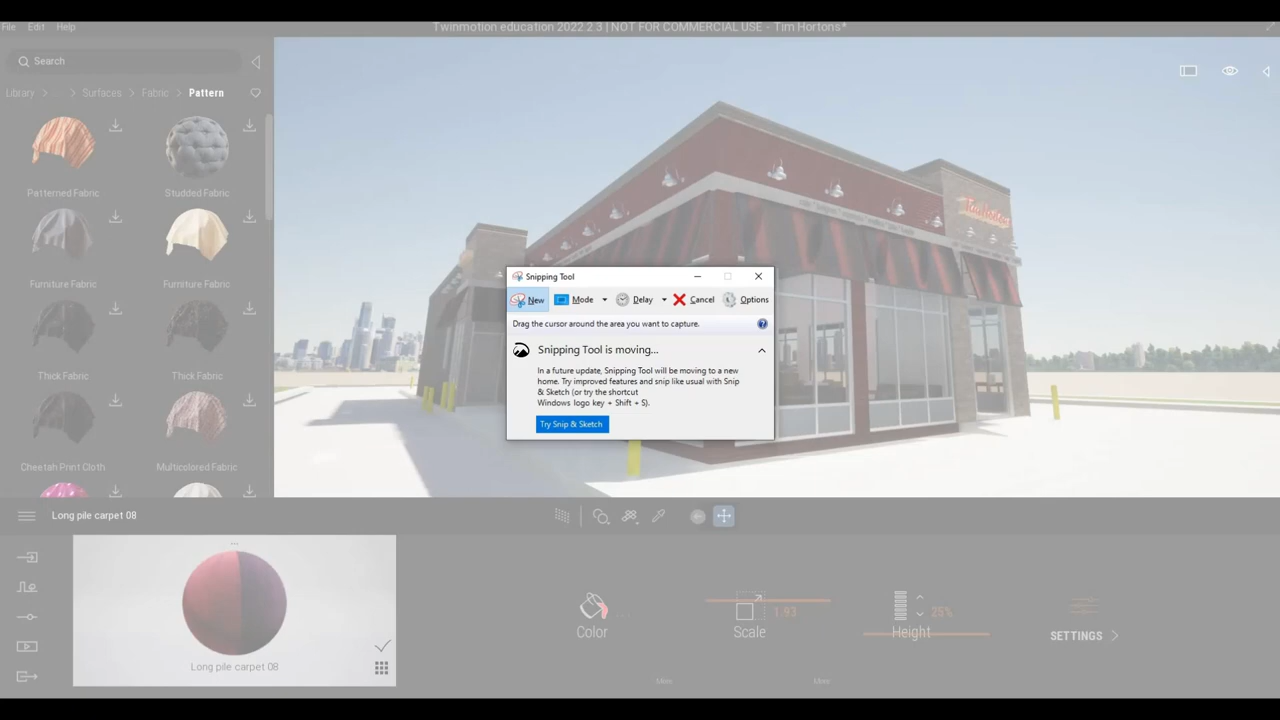 Twinmotion education 2022.2.3 | NOT FOR COMMERCIAL USE - Tim Hortons*
File Edit Help
Search
Library > ... > Surfaces > Fabric > Pattern
Patterned Fabric
Studded Fabric
Furniture Fabric
Furniture Fabric
Thick Fabric
Thick Fabric
Cheetah Print Cloth
Multicolored Fabric
Tim Hortons
Snipping Tool
New Mode Delay Cancel Options
Drag the cursor around the area you want to capture.
Snipping Tool is moving...
In a future update, Snipping Tool will be moving to a new
home. Try improved features and snip like usual with Snip
& Sketch (or try the shortcut
Windows logo key + Shift + S).
Try Snip & Sketch
Long pile carpet 08
Long pile carpet 08
Color ...
Scale 1.93
Height 25%
SETTINGS
More
More